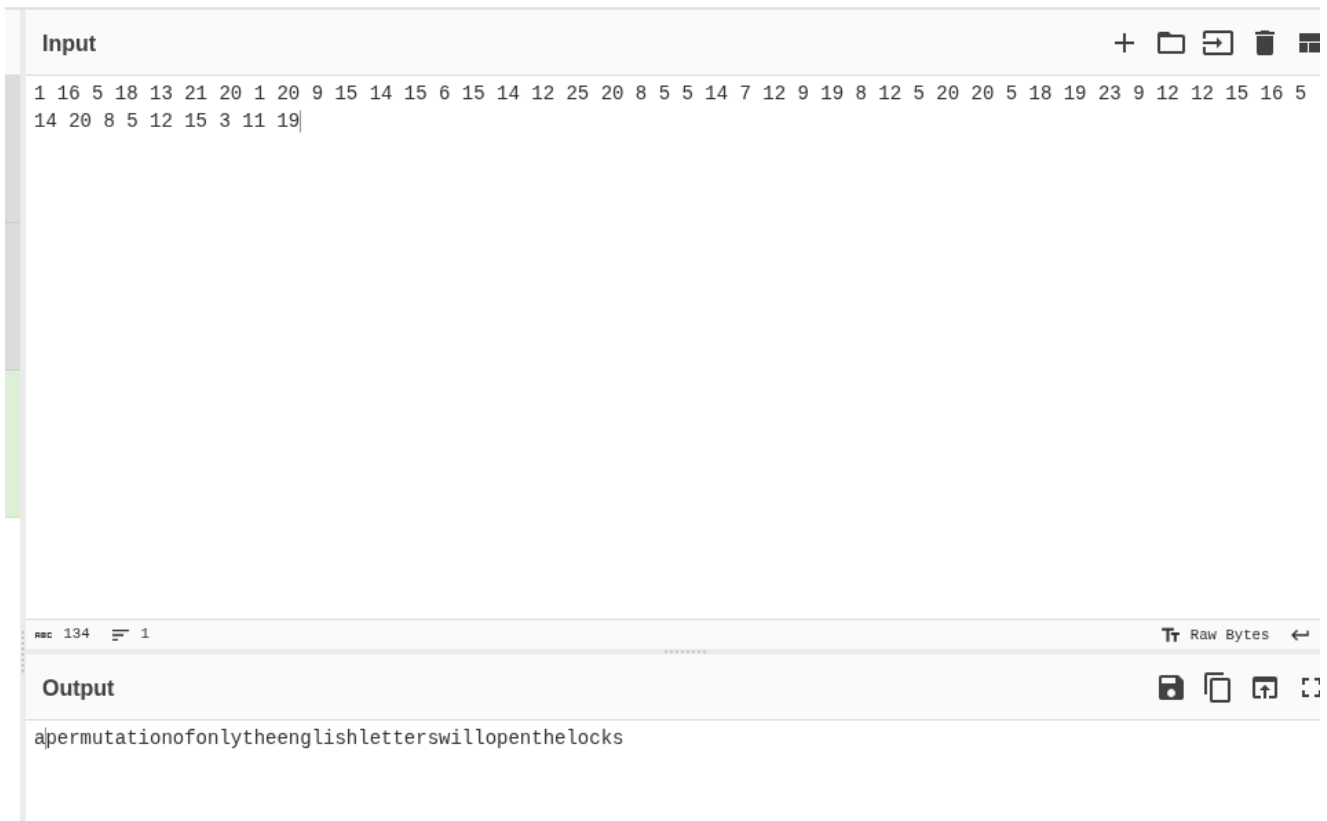 Input
1 16 5 18 13 21 20 1 20 9 15 14 15 6 15 14 12 25 20 8 5 5 14 7 12 9 19 8 12 5 20 20 5 18 19 23 9 12 12 15 16 5
14 20 8 5 12 15 3 11 19
ABC 134 1
Tт Raw Bytes
Output
apermutationofonlytheenglishletterswillopenthelocks